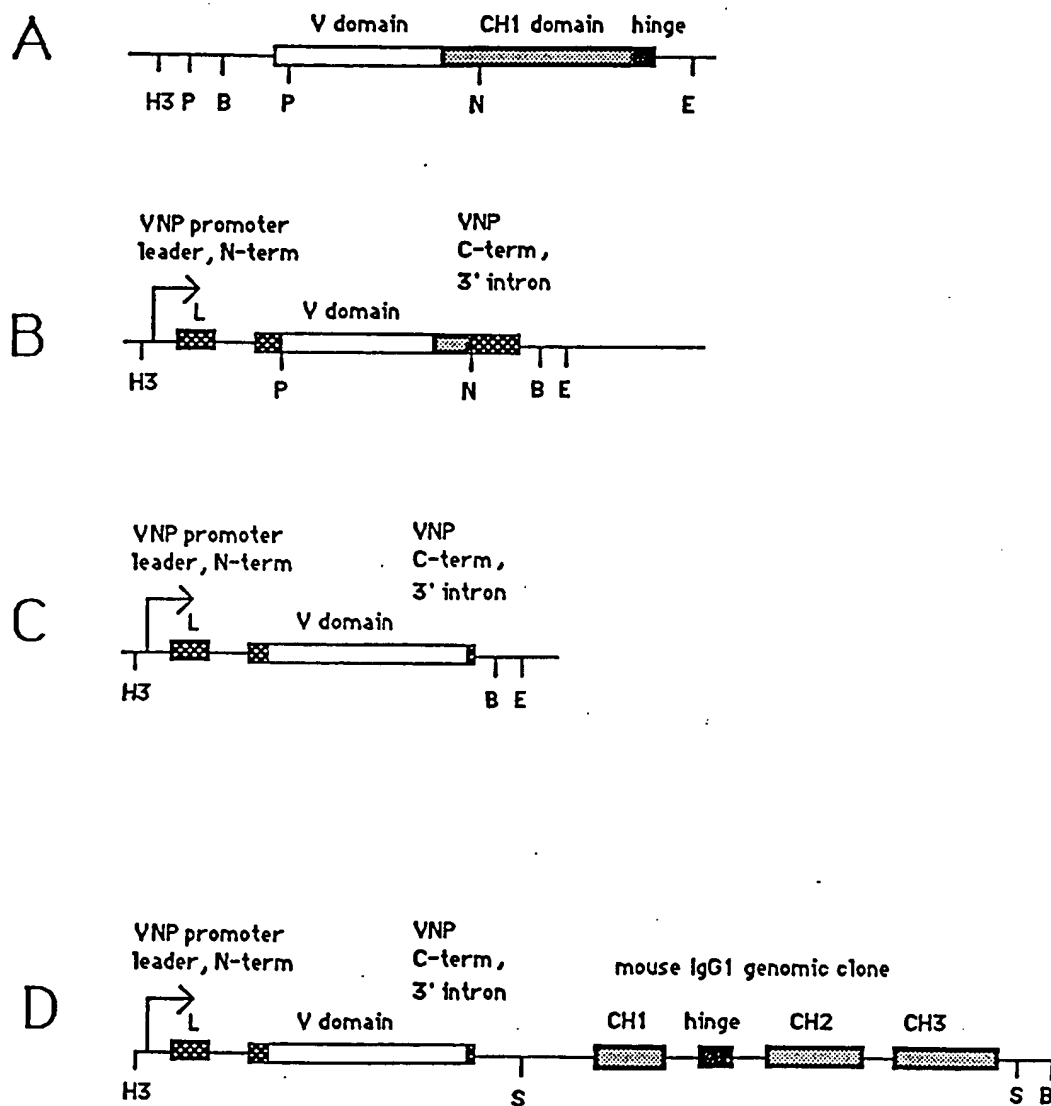 A
V domain CH1 domain hinge
H3 P B P N E
B
VNP promoter
leader, N-term
VNP
C-term,
3' intron
L
V domain
H3 P N B E
C
VNP promoter
leader, N-term
VNP
C-term,
3' intron
L
V domain
H3 B E
D
VNP promoter
leader, N-term
VNP
C-term,
3' intron
mouse IgG1 genomic clone
L
V domain
CH1 hinge CH2 CH3
H3 S S B